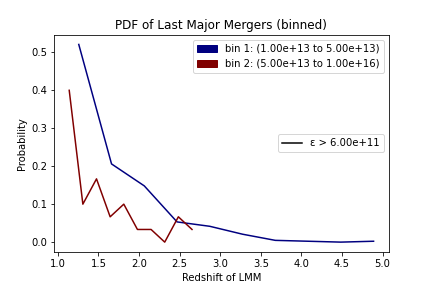 PDF of Last Major Mergers (binned)
bin 1: (1.00e+13 to 5.00e+13)
bin 2: (5.00e+13 to 1.00e+16)
ε > 6.00e+11
Probability
0.5
0.4
0.3
0.2
0.1
0.0
1.0 1.5 2.0 2.5 3.0 3.5 4.0 4.5 5.0
Redshift of LMM